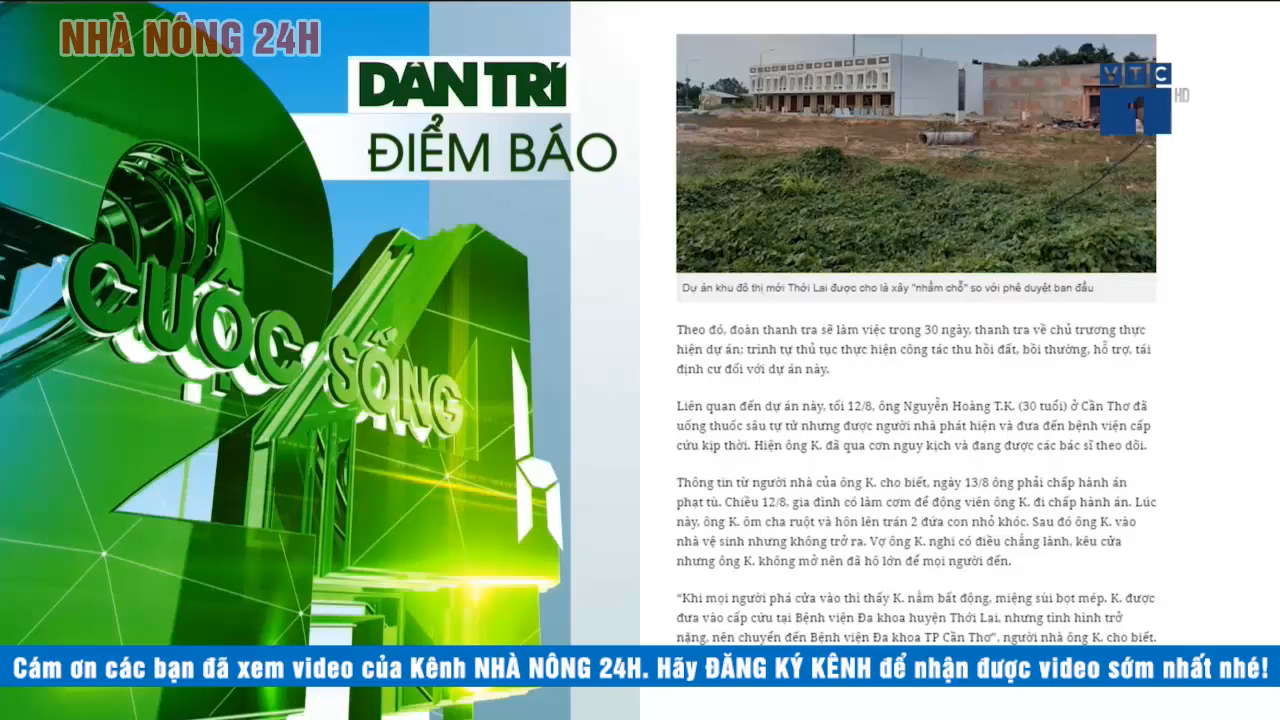 NHÀ NÔNG 24H
DÂN TRÍ
ĐIỂM BÁO
CUỘC SỐNG
24h
VTC
1
HD
Dự án khu đô thị mới Thới Lai được cho là xây "nhầm chỗ" so với phê duyệt ban đầu
Theo đó, đoàn thanh tra sẽ làm việc trong 30 ngày, thanh tra về chủ trương thực
hiện dự án; trình tự thủ tục thực hiện công tác thu hồi đất, bồi thường, hỗ trợ, tái
định cư đối với dự án này.
Liên quan đến dự án này, tối 12/8, ông Nguyễn Hoàng T.K. (30 tuổi) ở Cần Thơ đã
uống thuốc sâu tự tử nhưng được người nhà phát hiện và đưa đến bệnh viện cấp
cứu kịp thời. Hiện ông K. đã qua cơn nguy kịch và đang được các bác sĩ theo dõi.
Thông tin từ người nhà của ông K. cho biết, ngày 13/8 ông phải chấp hành án
phạt tù. Chiều 12/8, gia đình có làm cơm để động viên ông K. đi chấp hành án. Lúc
này, ông K. ôm cha ruột và hôn lên trán 2 đứa con nhỏ khóc. Sau đó ông K. vào
nhà vệ sinh nhưng không trở ra. Vợ ông K. nghi có điều chẳng lành, kêu cửa
nhưng ông K. không mở nên đã hô lớn để mọi người đến.
“Khi mọi người phá cửa vào thì thấy K. nằm bất động, miệng sùi bọt mép. K. được
đưa vào cấp cứu tại Bệnh viện Đa khoa huyện Thới Lai, nhưng tình hình trở
nặng, nên chuyển đến Bệnh viện Đa khoa TP Cần Thơ”, người nhà ông K. cho biết.
Cám ơn các bạn đã xem video của Kênh NHÀ NÔNG 24H. Hãy ĐĂNG KÝ KÊNH để nhận được video sớm nhất nhé!